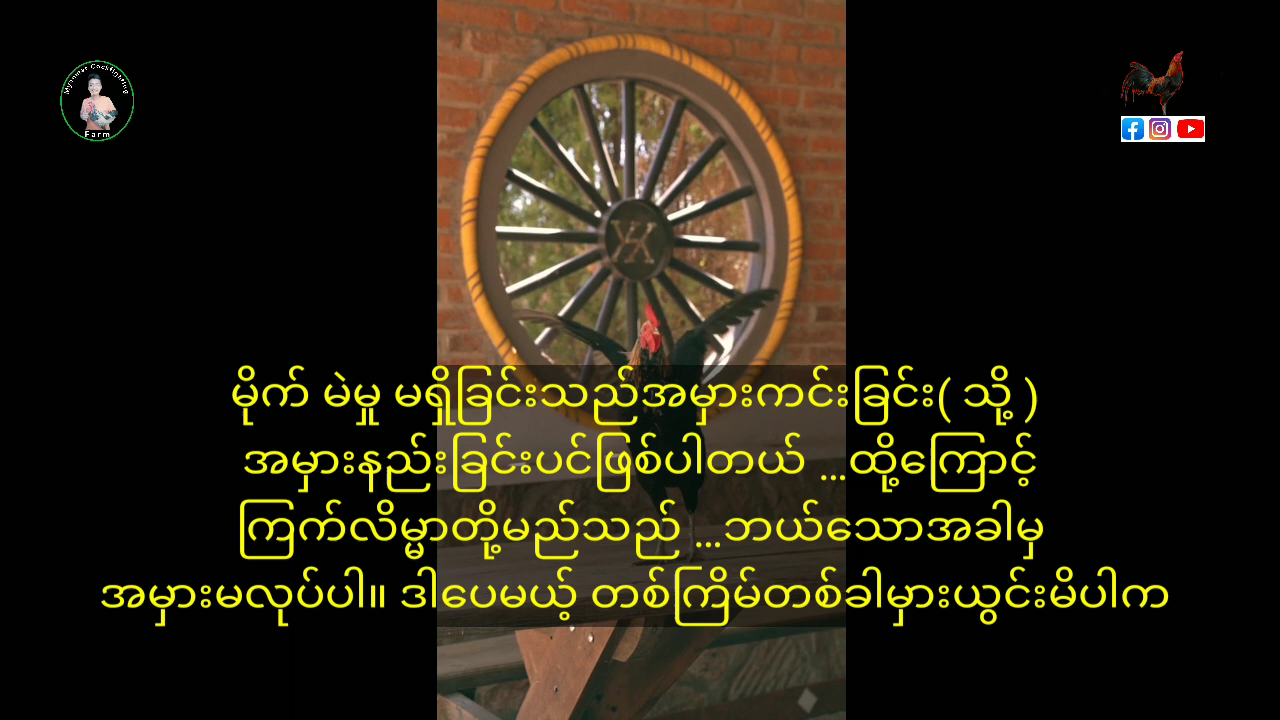 Myanmar Cockfighting
Farm
မိုက် မဲမှု မရှိခြင်းသည်အမှားကင်းခြင်း( သို့ )
အမှားနည်းခြင်းပင်ဖြစ်ပါတယ် ...ထို့ကြောင့်
ကြက်လိမ္မာတို့မည်သည် ...ဘယ်သောအခါမှ
အမှားမလုပ်ပါ။ ဒါပေမယ့် တစ်ကြိမ်တစ်ခါမှားယွင်းမိပါက